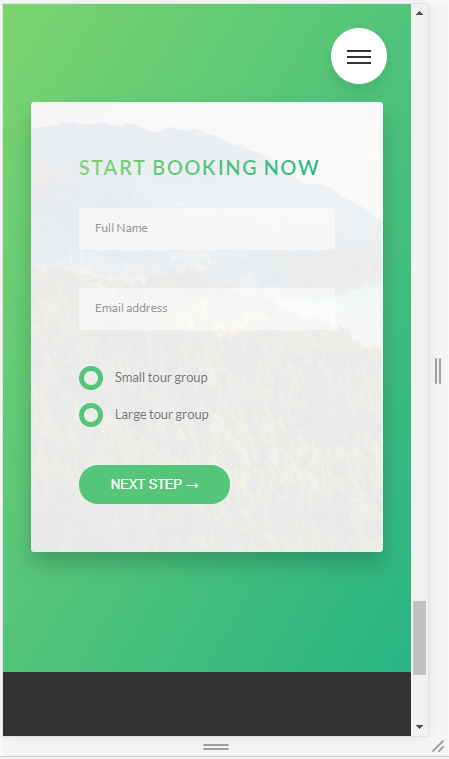 START BOOKING NOW
Full Name
Email address
Small tour group
Large tour group
NEXT STEP →